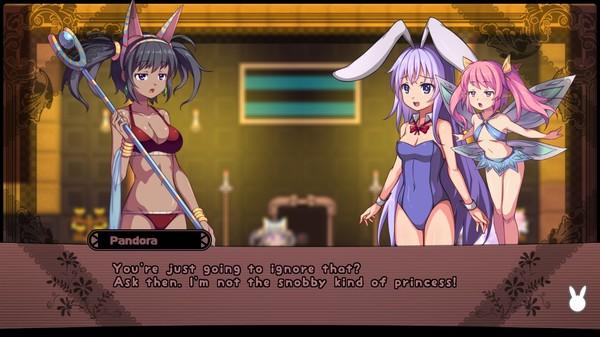 Pandora
You're just going to ignore that?
Ask then. I'm not the snobby kind of princess!